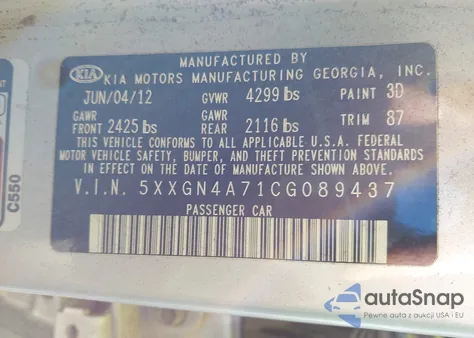 MANUFACTURED BY
KIA
KIA MOTORS MANUFACTURING GEORGIA, INC.
JUN/04/12 GVWR 4299 lbs PAINT 3D
GAWR FRONT 2425 lbs GAWR REAR 2116 lbs TRIM 87
THIS VEHICLE CONFORMS TO ALL APPLICABLE U.S.A. FEDERAL
MOTOR VEHICLE SAFETY, BUMPER, AND THEFT PREVENTION STANDARDS
IN EFFECT ON THE DATE OF MANUFACTURE SHOWN ABOVE.
V.I.N. 5XXGN4A71CG089437
PASSENGER CAR
C550
autoSnap
Pewne auta z USA i EU